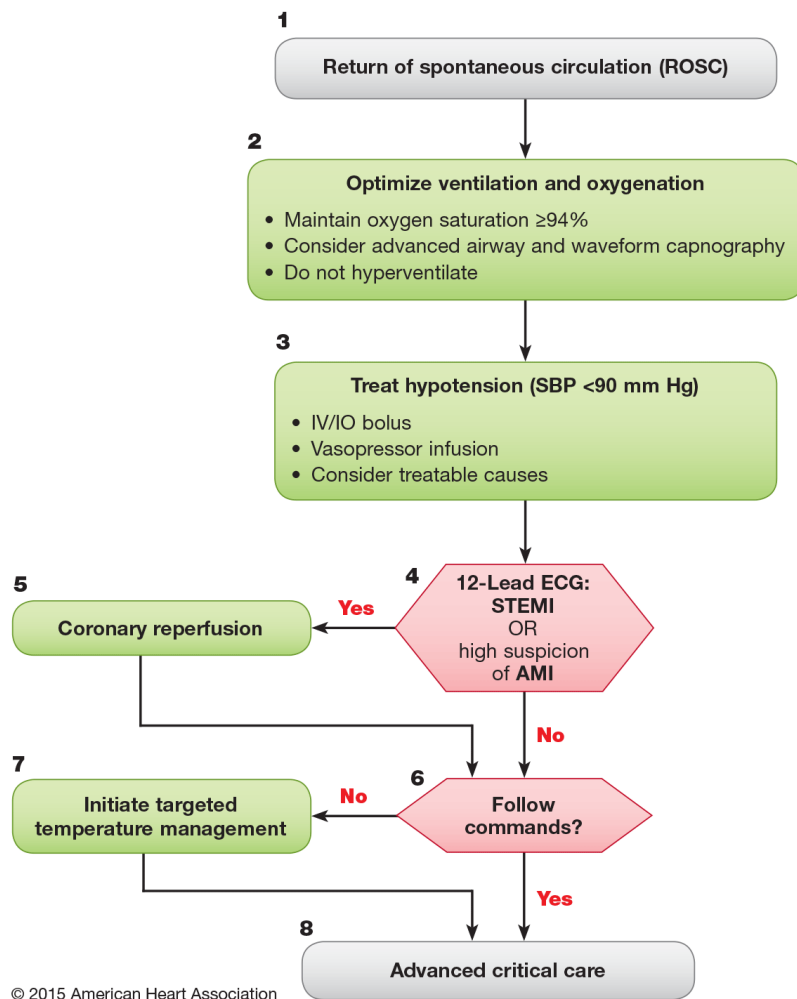 1
Return of spontaneous circulation (ROSC)
2
Optimize ventilation and oxygenation
• Maintain oxygen saturation ≥94%
• Consider advanced airway and waveform capnography
• Do not hyperventilate
3
Treat hypotension (SBP <90 mm Hg)
• IV/IO bolus
• Vasopressor infusion
• Consider treatable causes
4
12-Lead ECG:
STEMI
OR
high suspicion
of AMI
Yes
5
Coronary reperfusion
No
6
Follow
commands?
No
7
Initiate targeted
temperature management
Yes
8
Advanced critical care
© 2015 American Heart Association